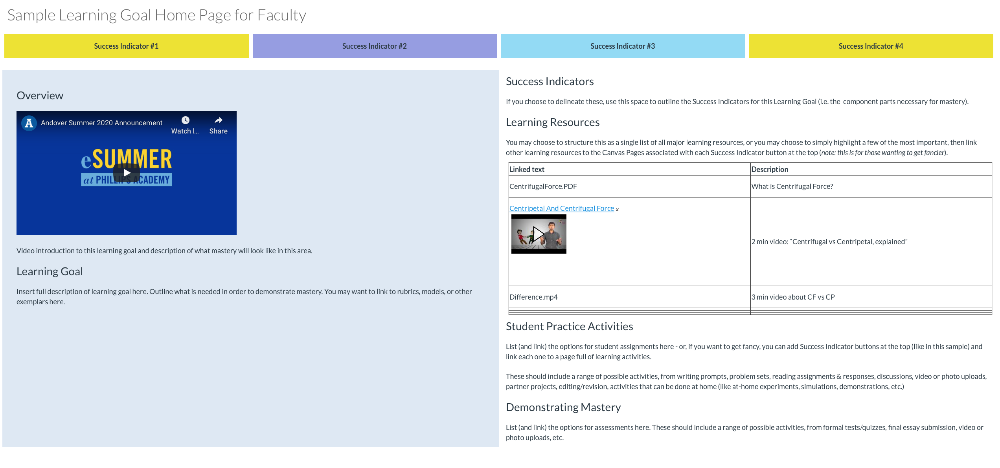 Sample Learning Goal Home Page for Faculty
Success Indicator #1
Success Indicator #2
Success Indicator #3
Success Indicator #4
Overview
A
Andover Summer 2020 Announcement
Watch l...
Share
eSUMMER
at PHILLIPS ACADEMY
Video introduction to this learning goal and description of what mastery will look like in this area.
Learning Goal
Insert full description of learning goal here. Outline what is needed in order to demonstrate mastery. You may want to link to rubrics, models, or other
exemplars here.
Success Indicators
If you choose to delineate these, use this space to outline the Success Indicators for this Learning Goal (i.e. the  component parts necessary for mastery).
Learning Resources
You may choose to structure this as a single list of all major learning resources, or you may choose to simply highlight a few of the most important, then link
other learning resources to the Canvas Pages associated with each Success Indicator button at the top (note: this is for those wanting to get fancier).
Linked text
Description
CentrifugalForce.PDF
What is Centrifugal Force?
Centripetal And Centrifugal Force
2 min video: “Centrifugal vs Centripetal, explained”
Difference.mp4
3 min video about CF vs CP
Student Practice Activities
List (and link) the options for student assignments here - or, if you want to get fancy, you can add Success Indicator buttons at the top (like in this sample) and
link each one to a page full of learning activities.
These should include a range of possible activities, from writing prompts, problem sets, reading assignments & responses, discussions, video or photo uploads,
partner projects, editing/revision, activities that can be done at home (like at-home experiments, simulations, demonstrations, etc.)
Demonstrating Mastery
List (and link) the options for assessments here. These should include a range of possible activities, from formal tests/quizzes, final essay submission, video or
photo uploads, etc.